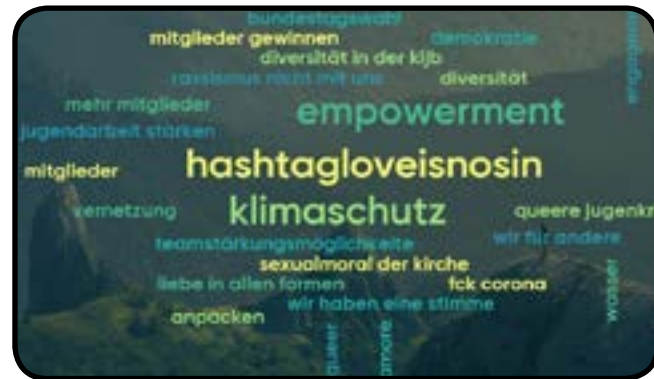 bundestagswahl
mitglieder gewinnen
demokratie
diversität in der kljb
rassismus nicht mit uns
diversität
mehr mitglieder
empowerment
jugendarbeit stärken
mitglieder
hashtagloveisnosin
vernetzung
klimaschutz
queere jugenkr
teamstärkungsmöglichkeite
wir für andere
sexualmoral der kirche
liebe in allen formen
fck corona
wir haben eine stimme
anpacken
wasser
queer
amore